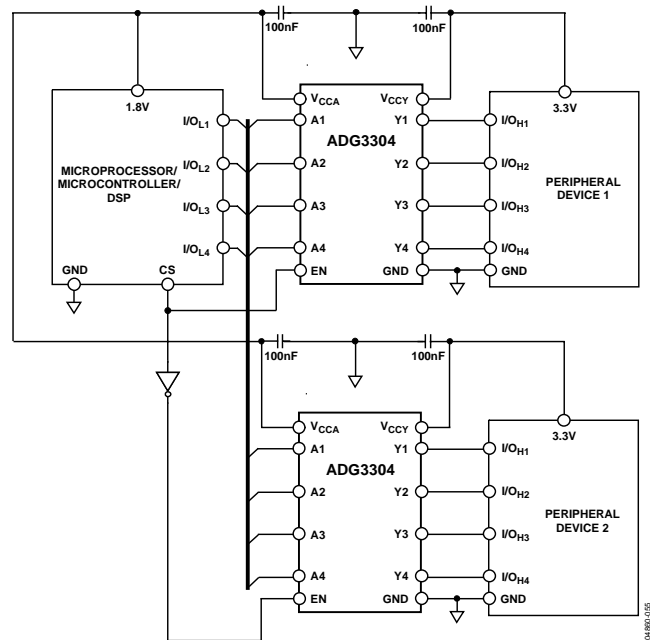 100nF 100nF
1.8V
VCCA VCCY
3.3V
I/OL1 A1 Y1 I/OH1
ADG3304
MICROPROCESSOR/
MICROCONTROLLER/
DSP
I/OL2 A2 Y2 I/OH2
PERIPHERAL
DEVICE 1
I/OL3 A3 Y3 I/OH3
I/OL4 A4 Y4 I/OH4
GND CS EN GND GND
100nF 100nF
VCCA VCCY
3.3V
A1 Y1 I/OH1
ADG3304
A2 Y2 I/OH2
PERIPHERAL
DEVICE 2
A3 Y3 I/OH3
A4 Y4 I/OH4
EN GND GND
04860-055